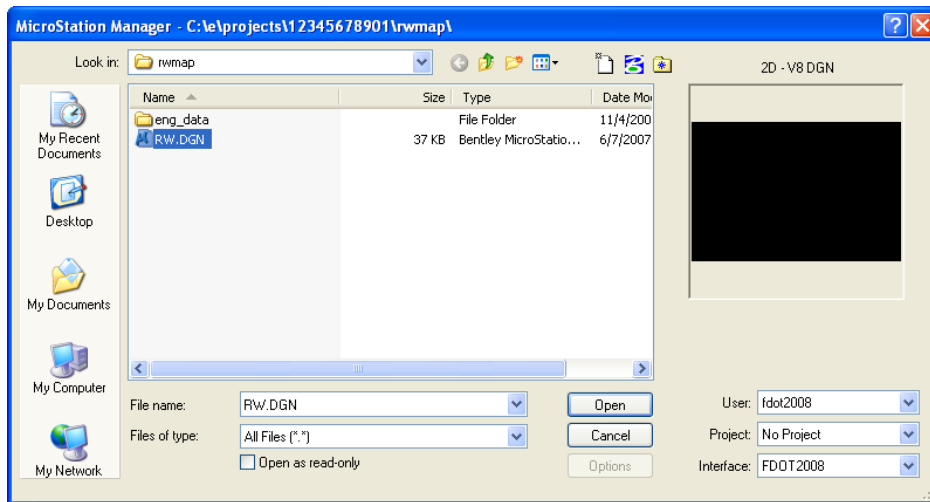 MicroStation Manager - C:\e\projects\12345678901\rwmap\
Look in: rwmap
2D - V8 DGN
Name Size Type Date Mo
eng_data File Folder 11/4/200
RW.DGN 37 KB Bentley MicroStatio... 6/7/2007
My Recent
Documents
Desktop
My Documents
My Computer
My Network
File name: RW.DGN Open
Files of type: All Files (*.*) Cancel
Open as read-only Options
User: fdot2008
Project: No Project
Interface: FDOT2008